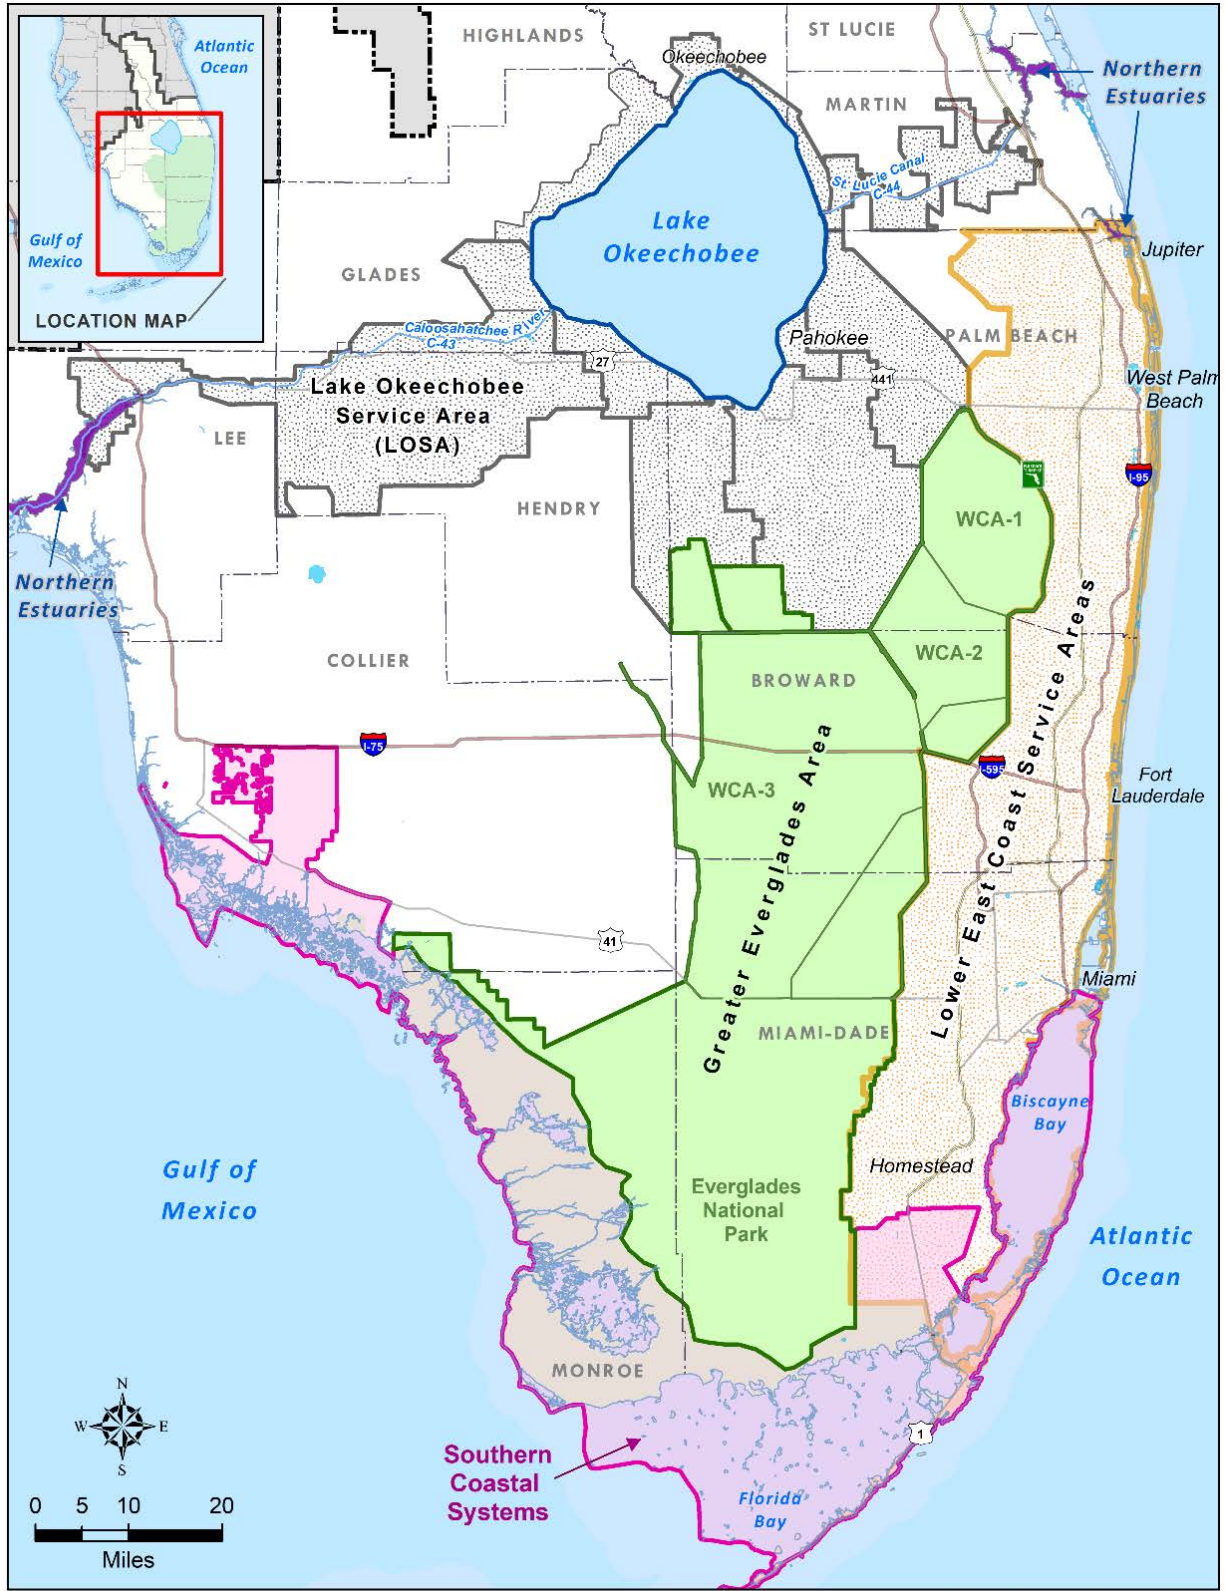 Atlantic
Ocean
Gulf of
Mexico
LOCATION MAP
HIGHLANDS
ST LUCIE
Okeechobee
MARTIN
Northern
Estuaries
St. Lucie Canal
C-44
Lake
Okeechobee
Jupiter
GLADES
Caloosahatchee River
C-43
Pahokee
PALM BEACH
27
441
West Palm
Beach
Lake Okeechobee
Service Area
(LOSA)
LEE
I-95
HENDRY
WCA-1
Northern
Estuaries
COLLIER
WCA-2
BROWARD
I-75
I-595
WCA-3
Fort
Lauderdale
Greater Everglades Area
Lower East Coast Service Areas
41
Miami
MIAMI-DADE
Biscayne
Bay
Gulf of
Mexico
Homestead
Everglades
National
Park
Atlantic
Ocean
MONROE
N
W E
S
1
Southern
Coastal
Systems
Florida
Bay
0 5 10 20
Miles